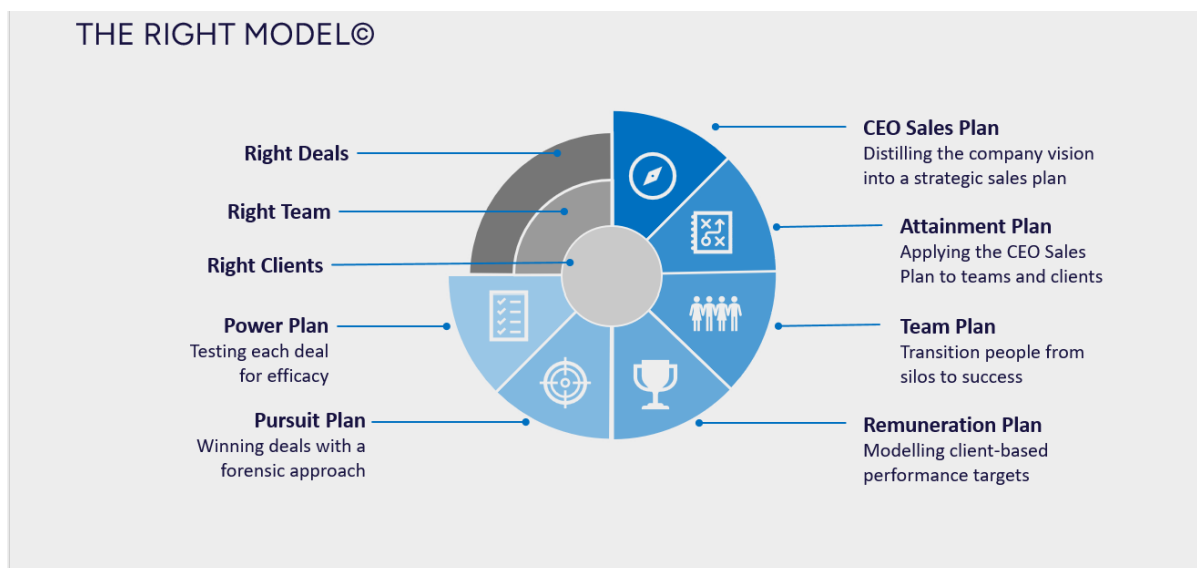 THE RIGHT MODEL©
Right Deals
Right Team
Right Clients
Power Plan
Testing each deal
for efficacy
Pursuit Plan
Winning deals with a
forensic approach
CEO Sales Plan
Distilling the company vision
into a strategic sales plan
Attainment Plan
Applying the CEO Sales
Plan to teams and clients
Team Plan
Transition people from
silos to success
Remuneration Plan
Modelling client-based
performance targets